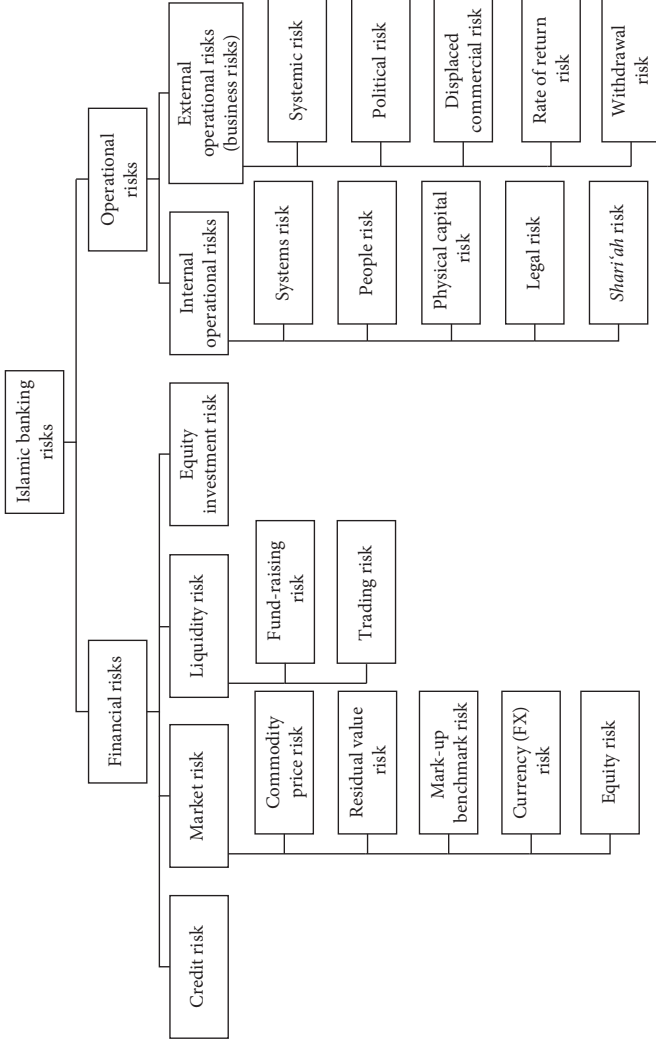 Islamic banking
risks
Financial risks
Operational
risks
Credit risk
Market risk
Liquidity risk
Equity
investment risk
Internal
operational risks
External
operational risks
(business risks)
Commodity
price risk
Residual value
risk
Mark-up
benchmark risk
Currency (FX)
risk
Equity risk
Fund-raising
risk
Trading risk
Systems risk
People risk
Physical capital
risk
Legal risk
Shari‘ah risk
Systemic risk
Political risk
Displaced
commercial risk
Rate of return
risk
Withdrawal
risk